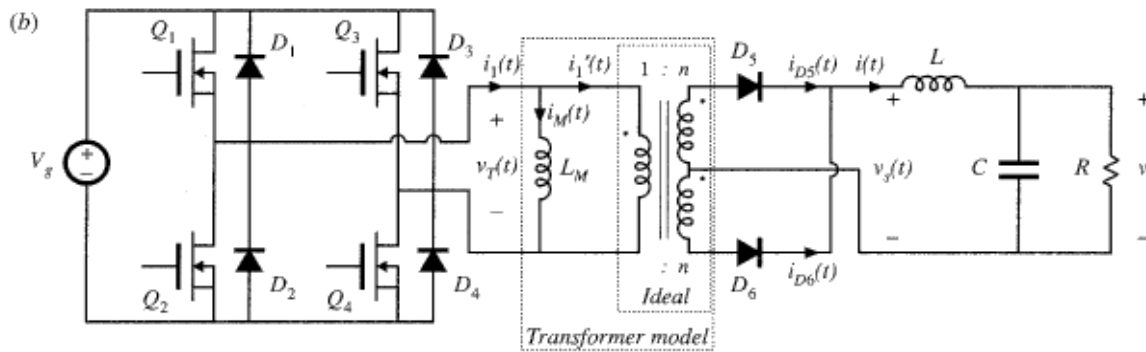 (b)
Q1
D1
Q3
D3
i1(t)
i1'(t)
1 : n
D5
iD5(t)
i(t)
L
+
−
Vg
+
vT(t)
−
iM(t)
LM
+
vs(t)
−
C
R
+
v
−
Q2
D2
Q4
D4
: n
Ideal
D6
iD6(t)
Transformer model